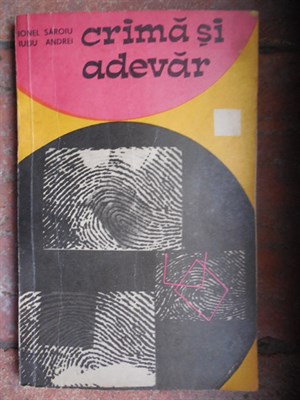 IONEL SĂROIU
IULIU ANDREI
crimă și
adevăr